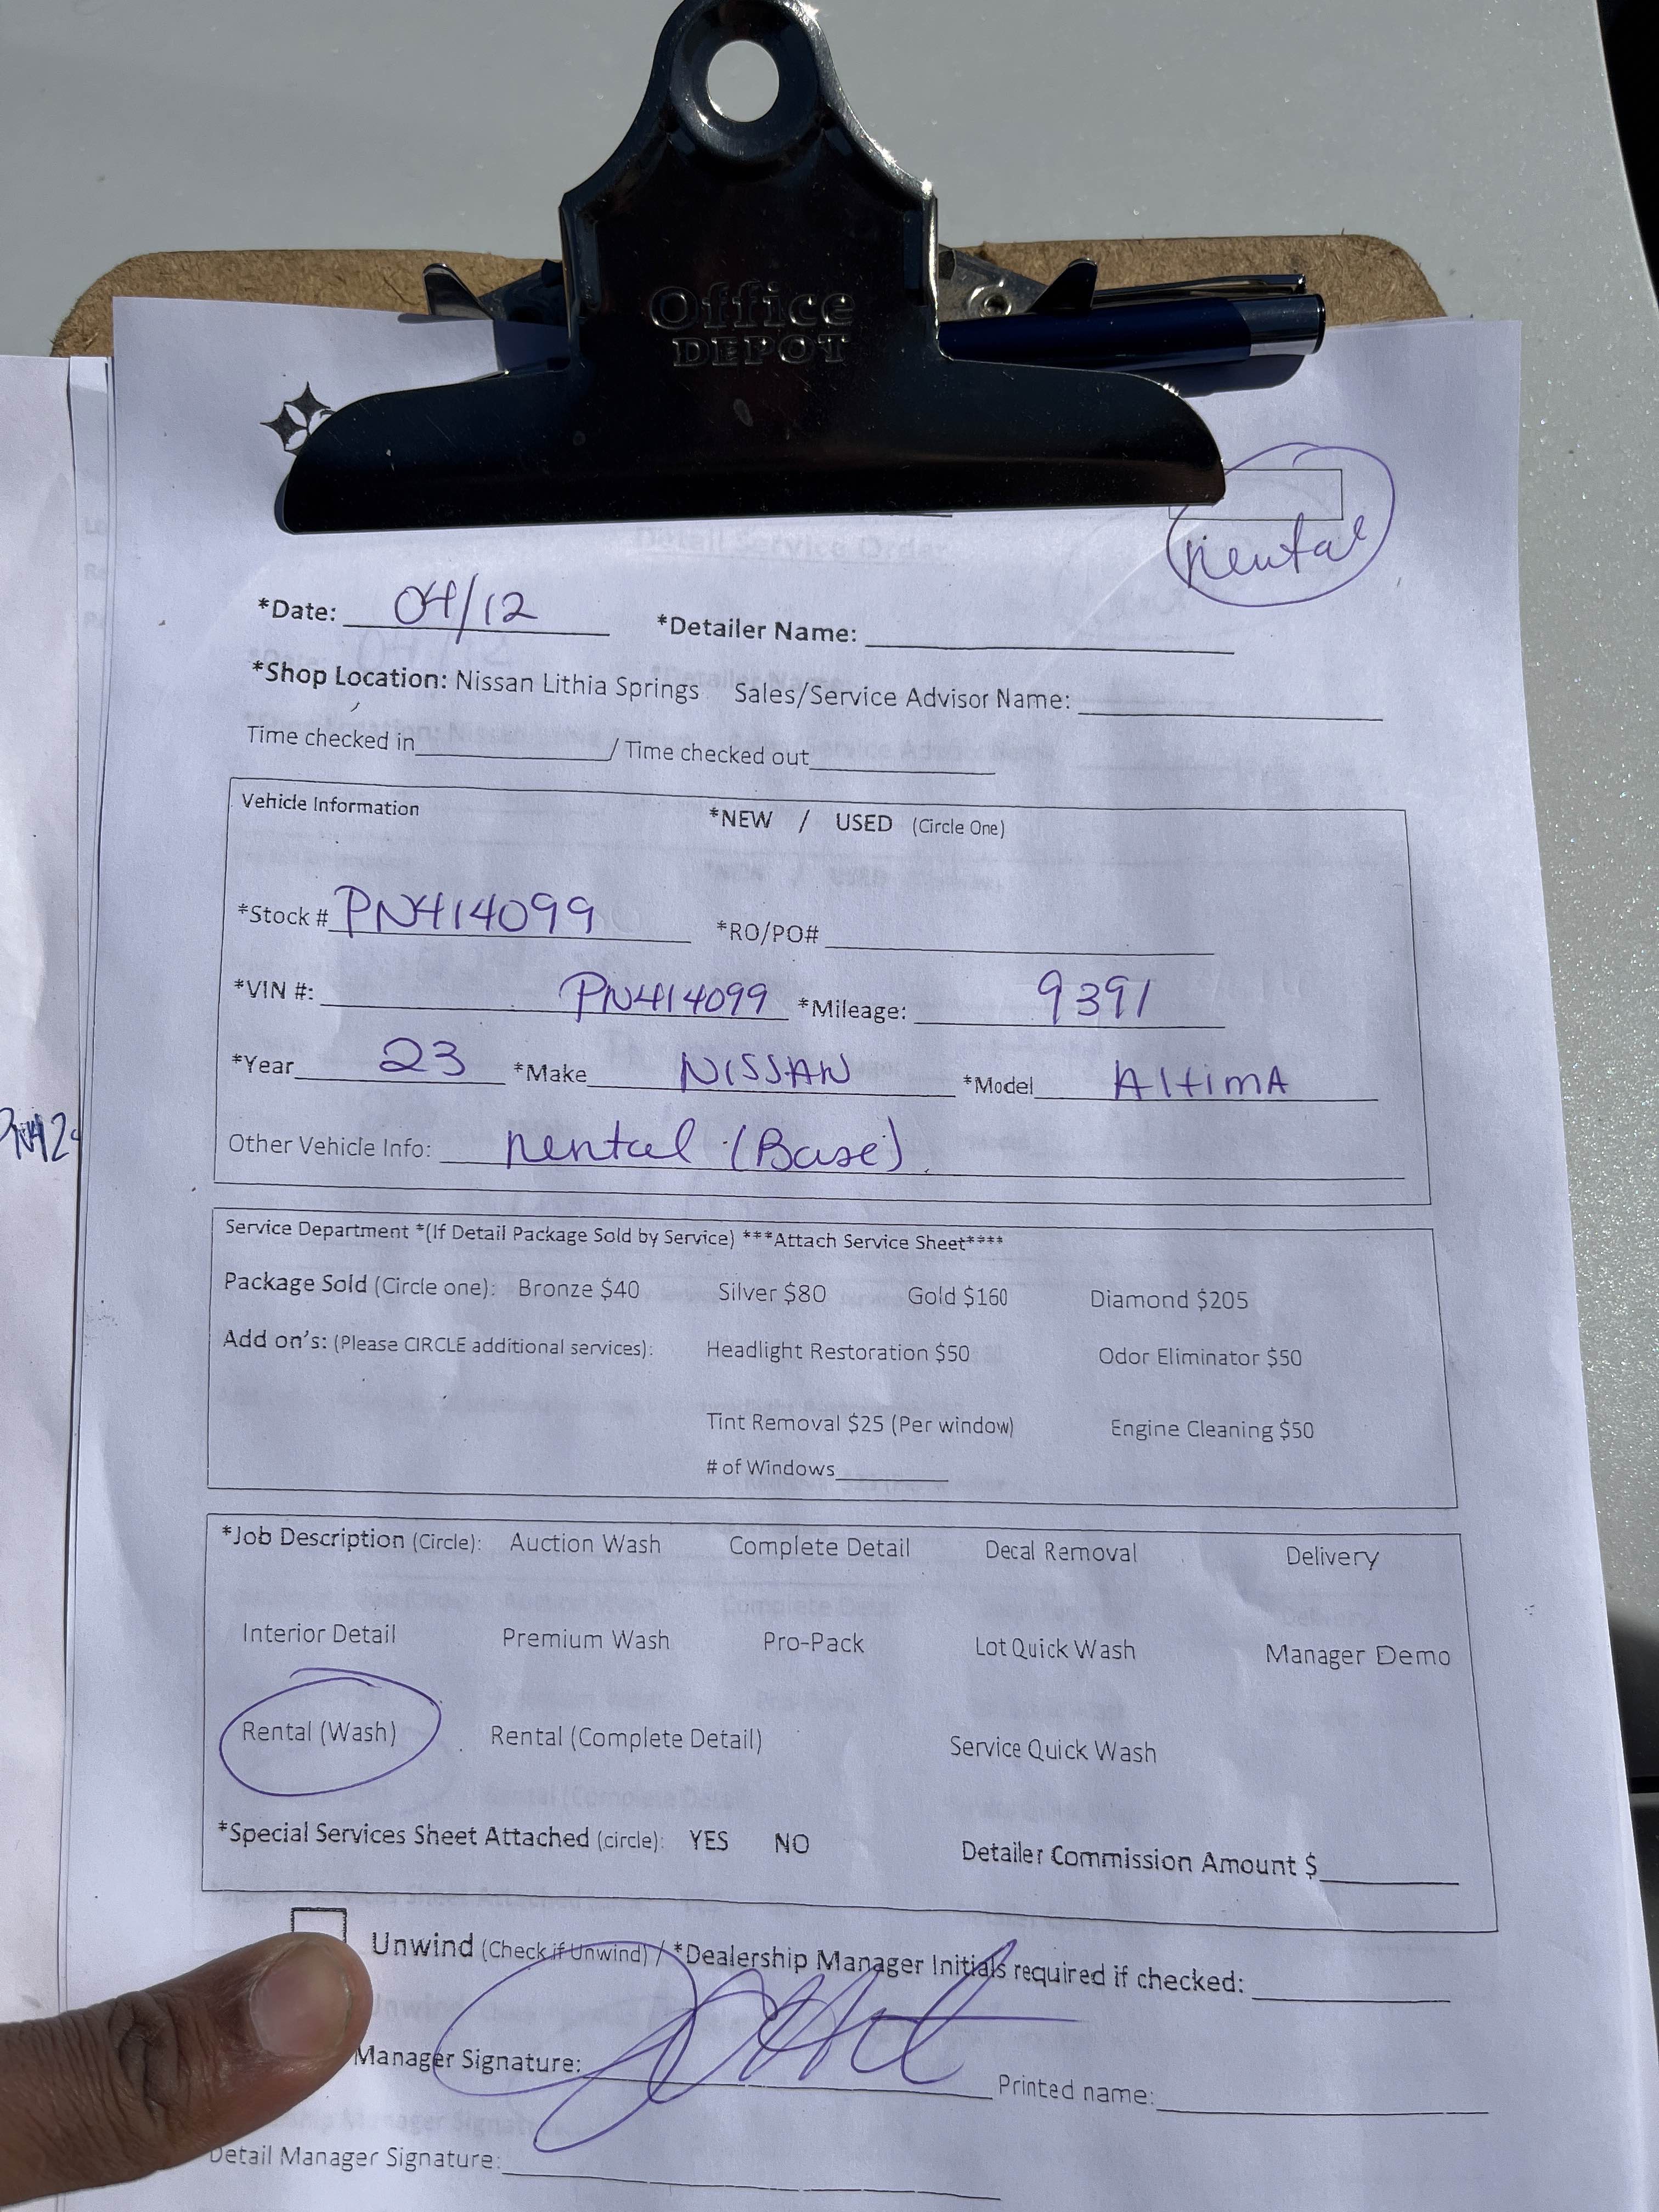 Office
DEPOT
rental
Detail Service Order
*Date: 04/12 *Detailer Name:
*Shop Location: Nissan Lithia Springs Sales/Service Advisor Name:
Time checked in / Time checked out
Vehicle Information *NEW / USED (Circle One)
*Stock # PN414099 *RO/PO#
*VIN #: PN414099 *Mileage: 9391
*Year 23 *Make NISSAN *Model AltimA
Other Vehicle Info: rental (Base)
Service Department *(If Detail Package Sold by Service) ***Attach Service Sheet****
Package Sold (Circle one): Bronze $40 Silver $80 Gold $160 Diamond $205
Add on's: (Please CIRCLE additional services): Headlight Restoration $50 Odor Eliminator $50
Tint Removal $25 (Per window) Engine Cleaning $50
# of Windows
*Job Description (Circle): Auction Wash Complete Detail Decal Removal Delivery
Interior Detail Premium Wash Pro-Pack Lot Quick Wash Manager Demo
Rental (Wash) Rental (Complete Detail) Service Quick Wash
*Special Services Sheet Attached (circle): YES NO Detailer Commission Amount $
Unwind (Check if Unwind) / *Dealership Manager Initials required if checked:
Manager Signature: Printed name:
Detail Manager Signature: